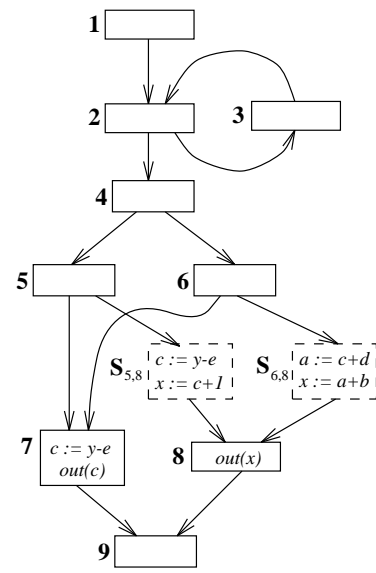 1
2
3
4
5
6
S5,8
c := y-e
x := c+1
S6,8
a := c+d
x := a+b
7
c := y-e
out(c)
8
out(x)
9